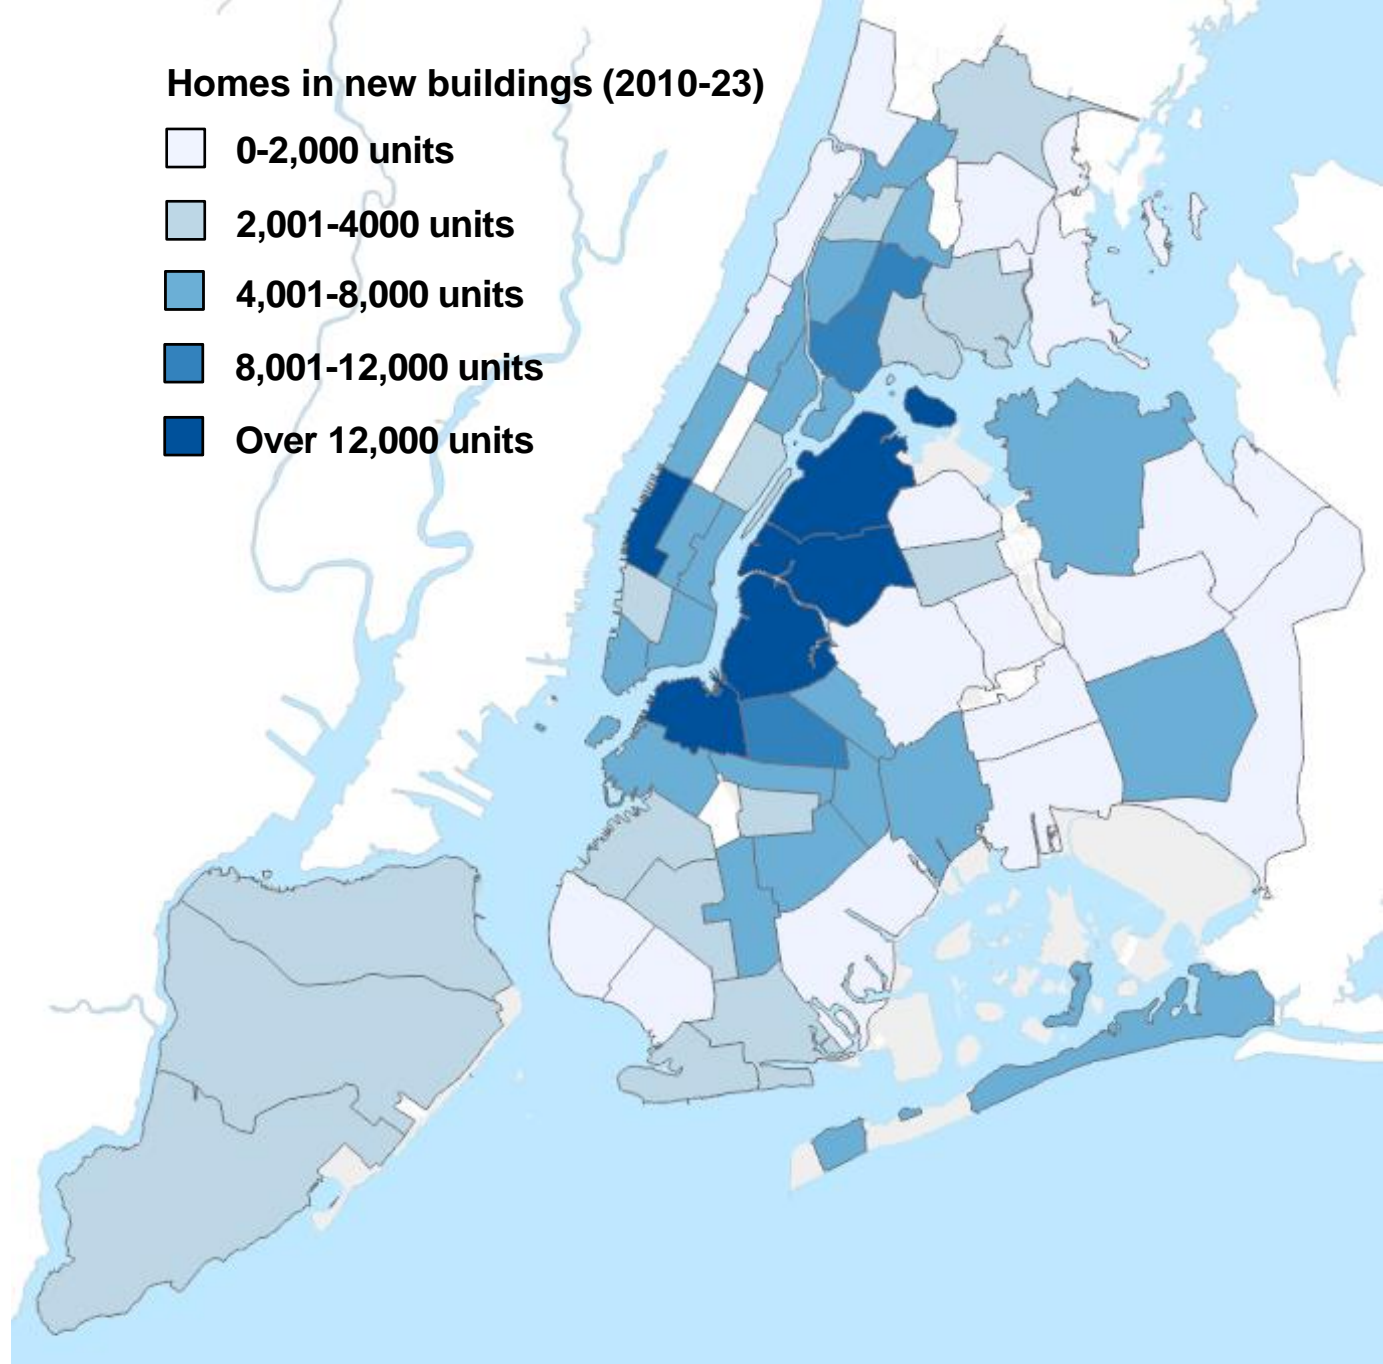 Homes in new buildings (2010-23)
0-2,000 units
2,001-4000 units
4,001-8,000 units
8,001-12,000 units
Over 12,000 units